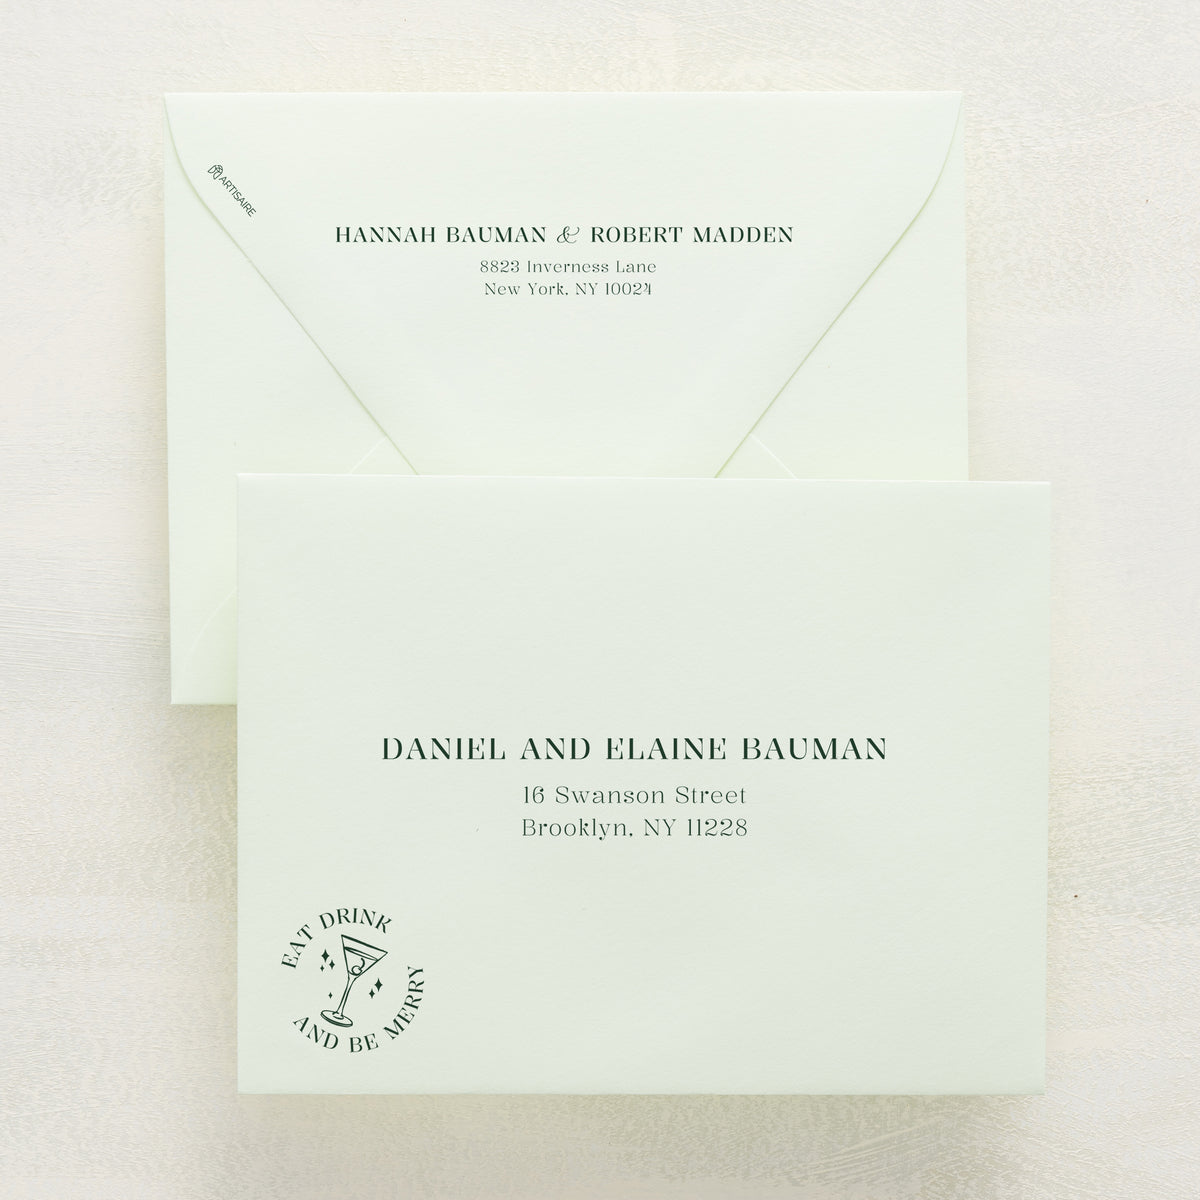 ARTISAIRE
HANNAH BAUMAN & ROBERT MADDEN
8823 Inverness Lane
New York, NY 10024
DANIEL AND ELAINE BAUMAN
16 Swanson Street
Brooklyn, NY 11228
EAT DRINK
AND BE MERRY